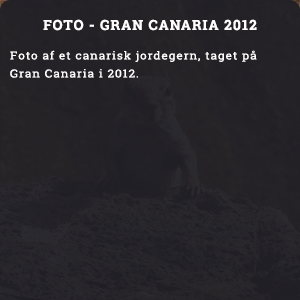 FOTO - GRAN CANARIA 2012
Foto af et canarisk jordegern, taget på
Gran Canaria i 2012.